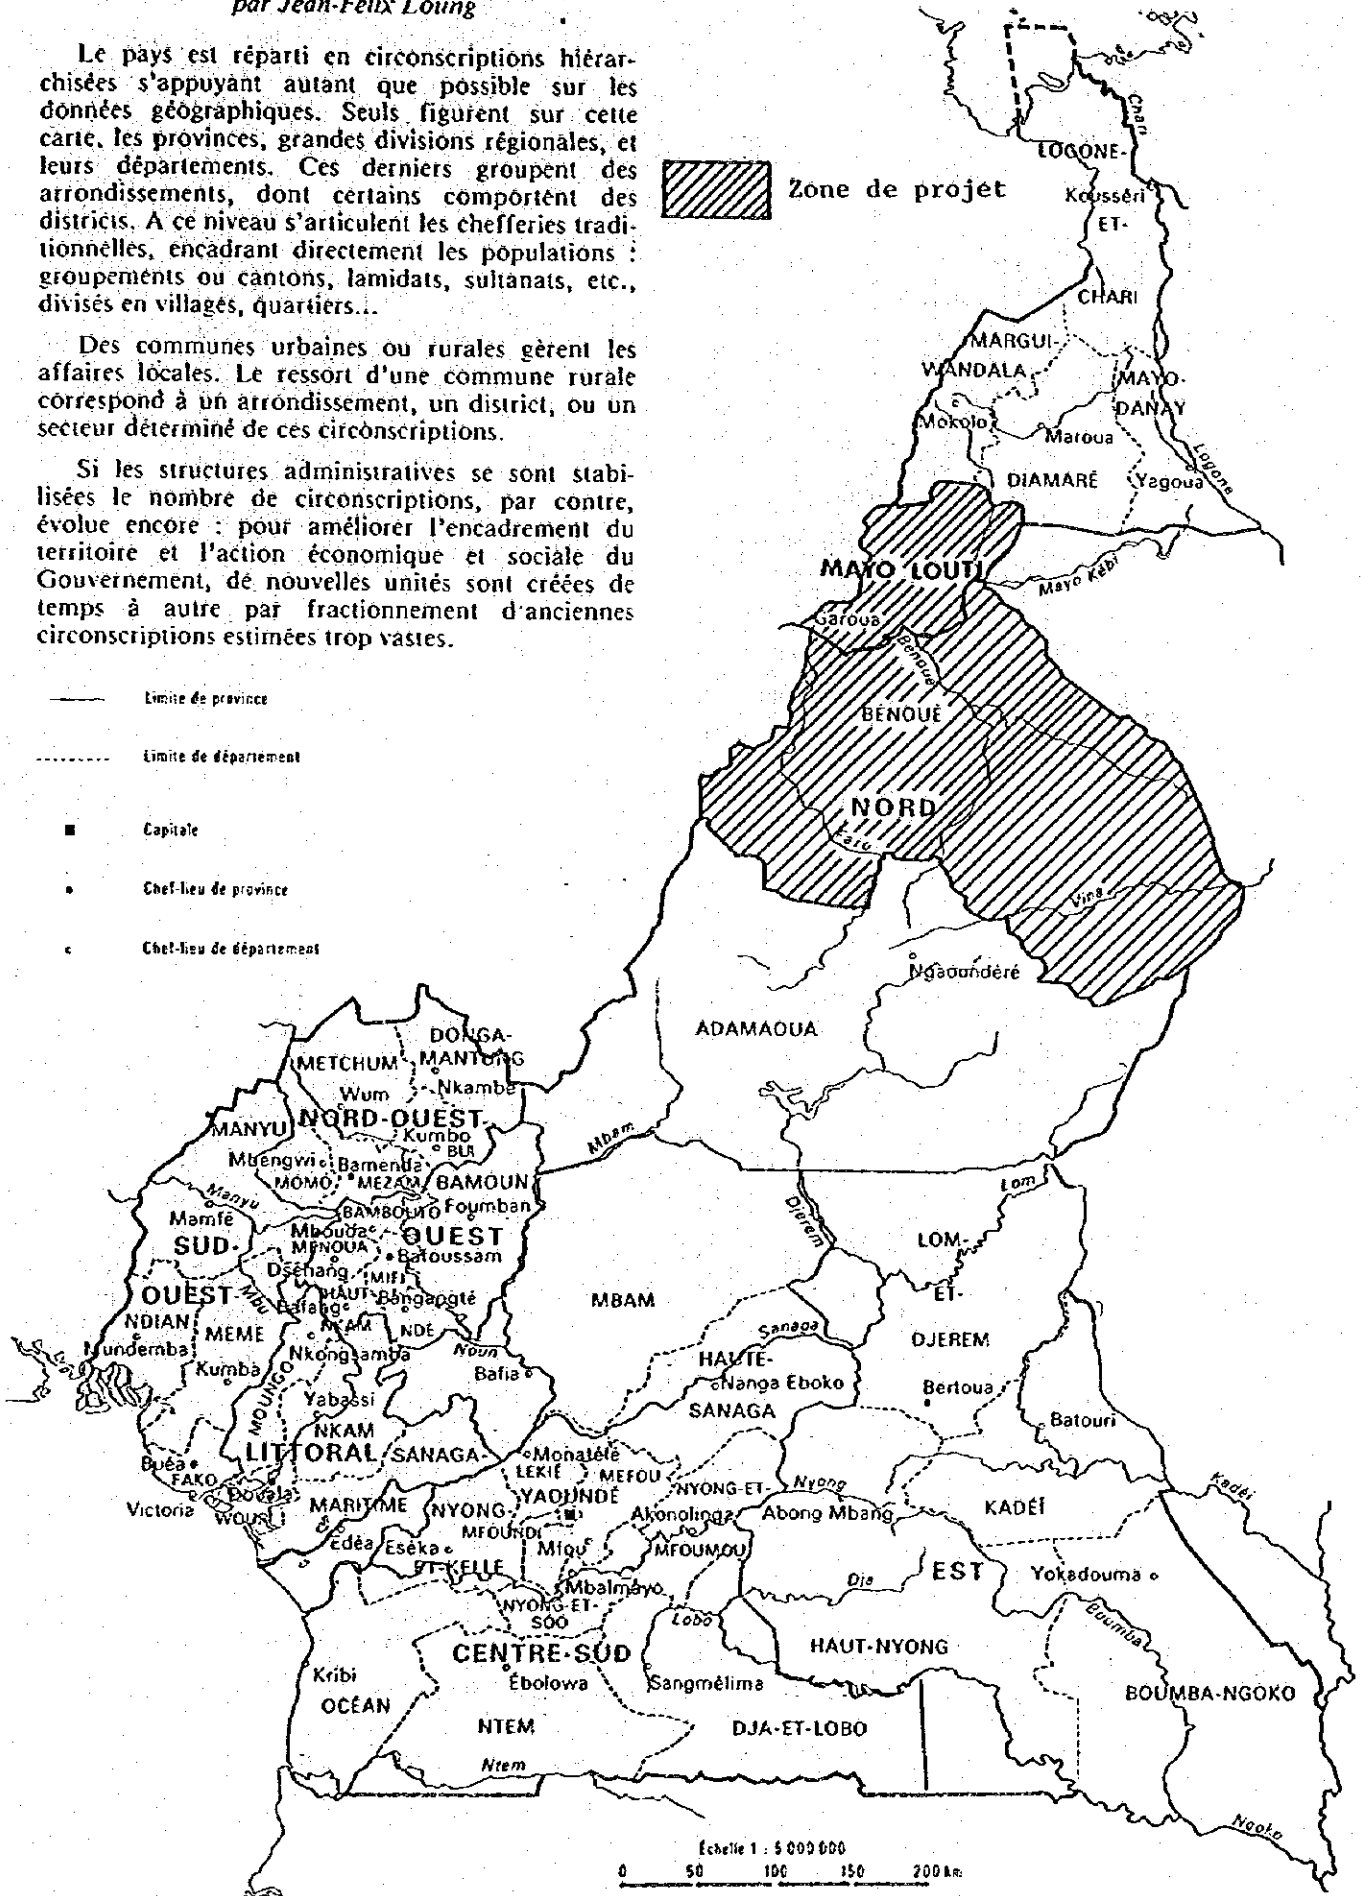 par Jean-Félix Loung
Le pays est réparti en circonscriptions hiérar-
chisées s'appuyant autant que possible sur les
données géographiques. Seuls figurent sur cette
carte, les provinces, grandes divisions régionales, et
leurs départements. Ces derniers groupent des
arrondissements, dont certains comportent des
districts. A ce niveau s'articulent les chefferies tradi-
tionnelles, encadrant directement les populations :
groupements ou cantons, lamidats, sultanats, etc.,
divisés en villages, quartiers...
Des communes urbaines ou rurales gèrent les
affaires locales. Le ressort d'une commune rurale
correspond à un arrondissement, un district, ou un
secteur déterminé de ces circonscriptions.
Si les structures administratives se sont stabi-
lisées le nombre de circonscriptions, par contre,
évolue encore : pour améliorer l'encadrement du
territoire et l'action économique et sociale du
Gouvernement, de nouvelles unités sont créées de
temps à autre par fractionnement d'anciennes
circonscriptions estimées trop vastes.
Zone de projet
Limite de province
Limite de département
Capitale
Chef-lieu de province
Chef-lieu de département
Chari
LOGONE-
Kousséri
ET-
CHARI
MARGUI-
WANDALA
MAYO-
DANAY
Mokolo
Maroua
DIAMARÉ
Yagoua
Logone
MAYO LOUTI
Mayo Kébi
Garoua
Bénoué
BÉNOUÉ
NORD
Faro
Vina
Ngaoundéré
ADAMAOUA
DONGA-
MANTUNG
METCHUM
Nkambe
Wum
NORD-OUEST
MANYU
Kumbo
BUI
Mbam
Mbengwi
Bamenda
MOMO
MEZAM
BAMOUN
Manyu
BAMBOUTO
Foumban
Mamfé
Mbouda
OUEST
SUD-
MENOUA
Bafoussam
Dschang
MIFI
OUEST
Mbu
HAUT-
Bafang
Bangangté
NDIAN
MEME
NKAM
NDÉ
Mundemba
Nkongsamba
Noun
Kumba
Bafia
MOUNGO
Yabassi
NKAM
LITTORAL
SANAGA-
MARITIME
Buéa
FAKO
Douala
Victoria
WOURI
Edéa
Lom
LOM-
ET-
DJEREM
Djerem
MBAM
Sanaga
HAUTE-
Nanga Eboko
SANAGA
Bertoua
Batouri
Monatélé
LEKIÉ
MEFOU
NYONG-ET-
Nyong
Kadéi
YAOUNDÉ
NYONG-
MFOUNDI
Akonolinga
Abong Mbang
KADÉÏ
Eséka
Mfou
MFOUMOU
ET-KELLE
Dja
EST
Yokadouma
Mbalmayo
NYONG-ET-
SOO
Lobo
Boumba
CENTRE-SUD
HAUT-NYONG
Kribi
Ebolowa
Sangmélima
OCÉAN
BOUMBA-NGOKO
NTEM
DJA-ET-LOBO
Ntem
Ngoko
Échelle 1 : 5 000 000
0 50 100 150 200 km